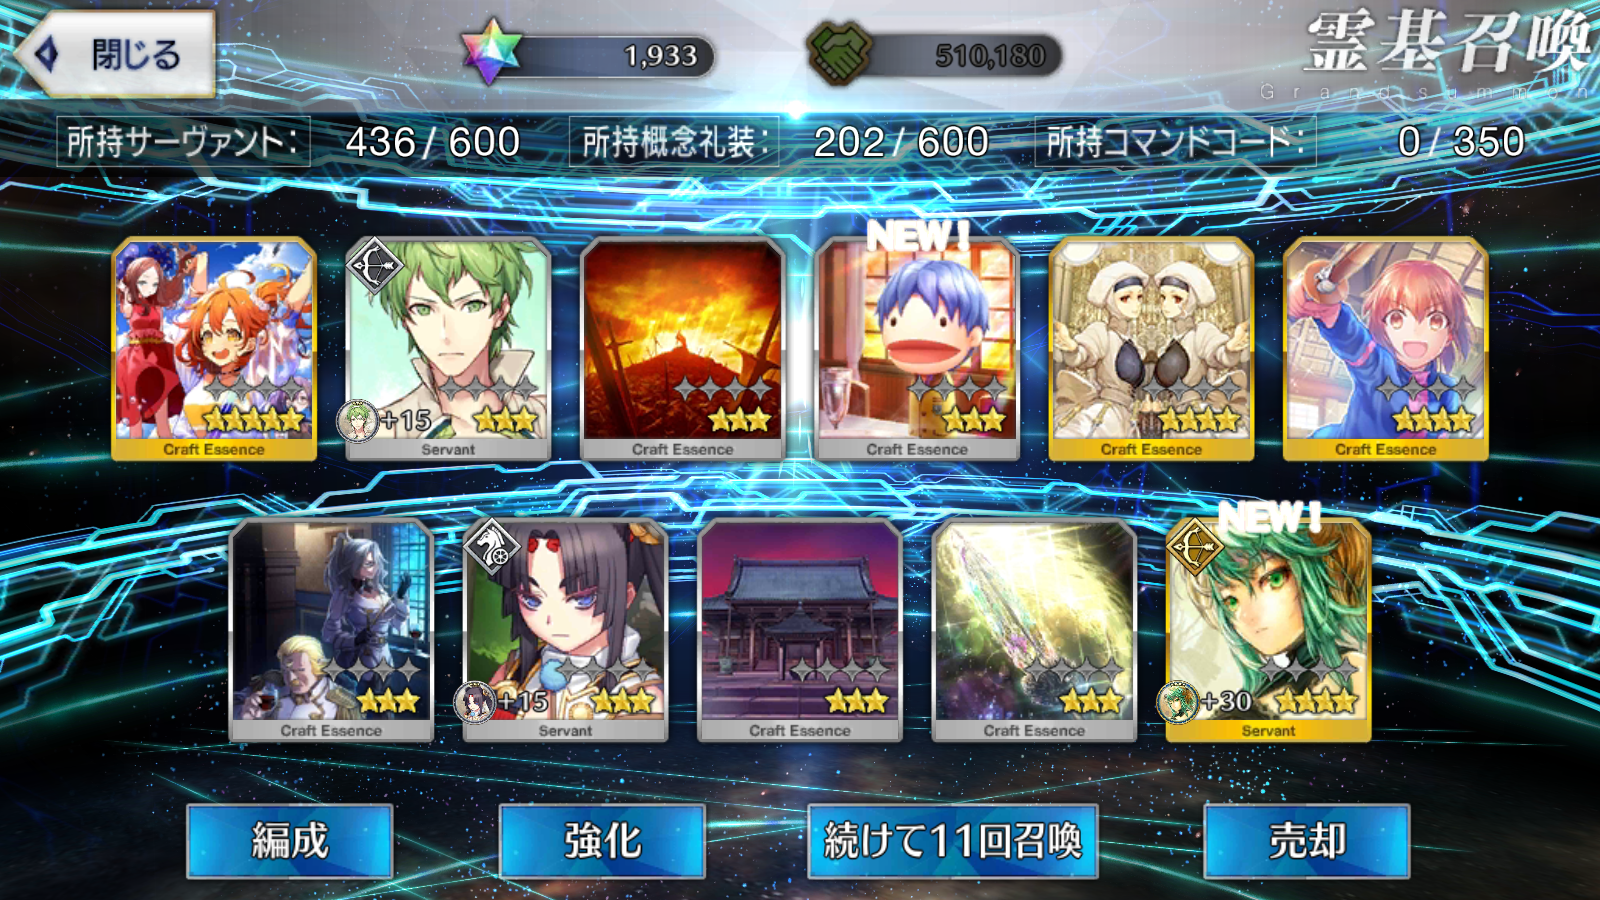 閉じる
1,933
510,180
霊基召喚
Grand summon
所持サーヴァント: 436 / 600
所持概念礼装: 202 / 600
所持コマンドコード: 0 / 350
NEW!
+15
Craft Essence
Servant
Craft Essence
Craft Essence
Craft Essence
Craft Essence
NEW!
+15
+30
Craft Essence
Servant
Craft Essence
Craft Essence
Servant
編成
強化
続けて11回召喚
売却